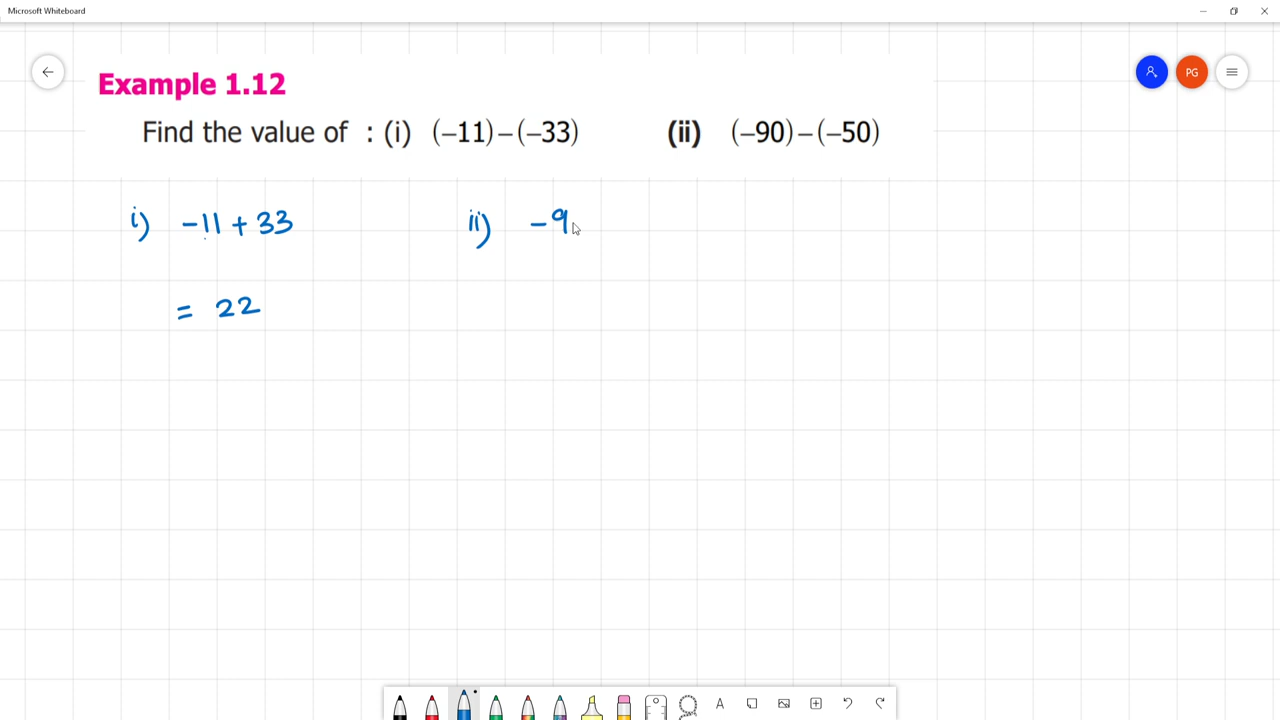 Microsoft Whiteboard
PG
Example 1.12
Find the value of : (i) (–11) – (–33) (ii) (–90) – (–50)
i) -11 + 33 ii) -9
= 22
A